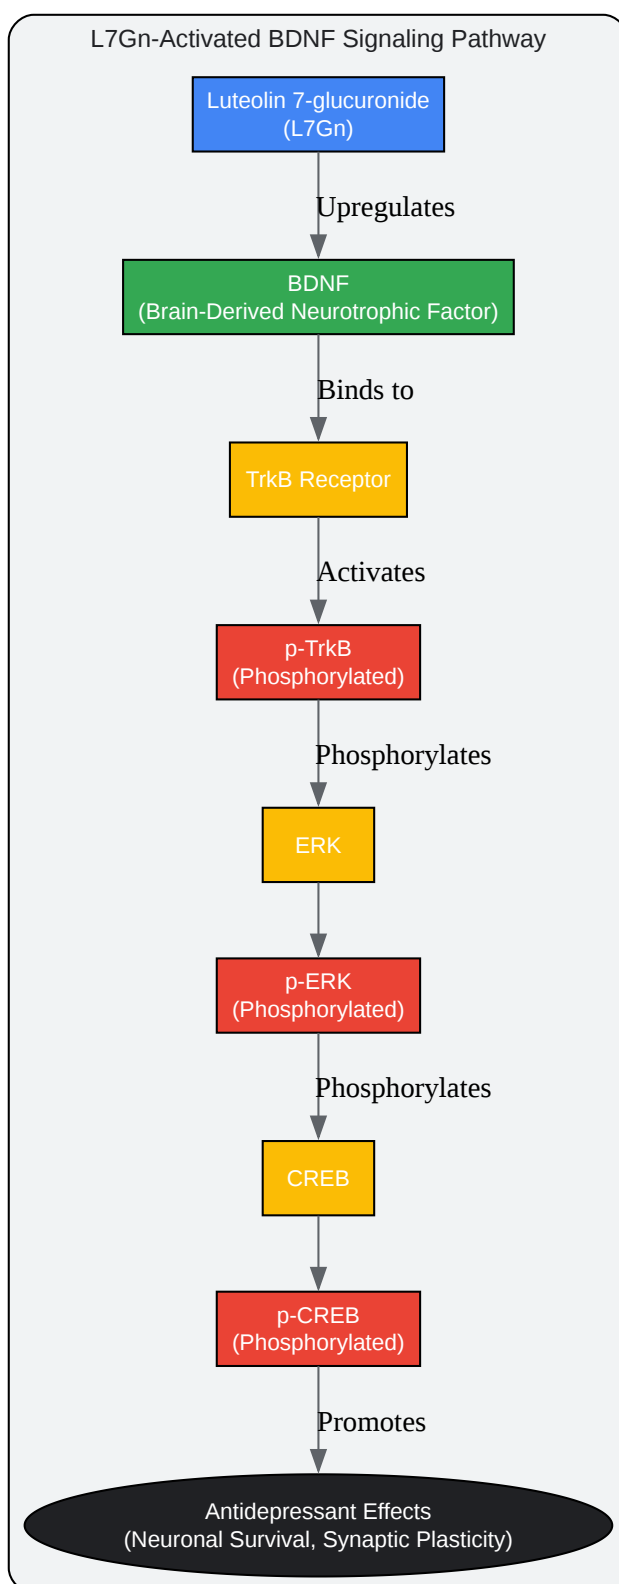 L7Gn-Activated BDNF Signaling Pathway
Luteolin 7-glucuronide
(L7Gn)
Upregulates
BDNF
(Brain-Derived Neurotrophic Factor)
Binds to
TrkB Receptor
Activates
p-TrkB
(Phosphorylated)
Phosphorylates
ERK
p-ERK
(Phosphorylated)
Phosphorylates
CREB
p-CREB
(Phosphorylated)
Promotes
Antidepressant Effects
(Neuronal Survival, Synaptic Plasticity)